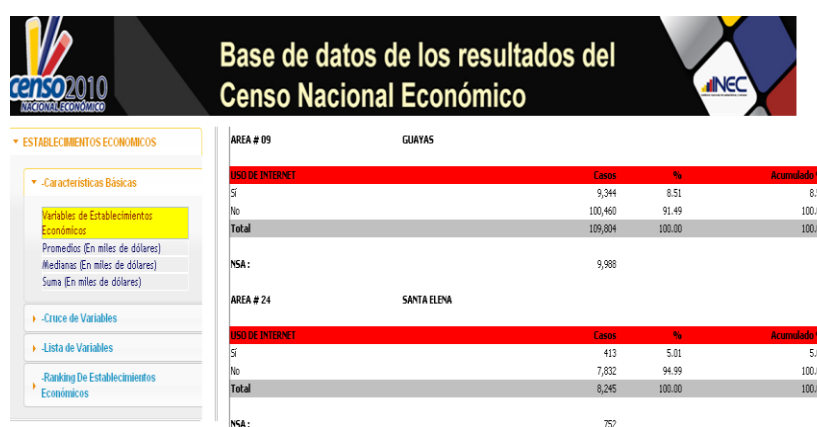 censo2010
NACIONAL ECONÓMICO
Base de datos de los resultados del
Censo Nacional Económico
INEC
ESTABLECIMIENTOS ECONOMICOS
-Características Básicas
Variables de Establecimientos
Económicos
Promedios (En miles de dólares)
Medianas (En miles de dólares)
Suma (En miles de dólares)
-Cruce de Variables
-Lista de Variables
-Ranking De Establecimientos
Económicos
AREA # 09 GUAYAS
USO DE INTERNET Casos % Acumulado
Sí 9,344 8.51 8.
No 100,460 91.49 100.
Total 109,804 100.00 100.
NSA : 9,988
AREA # 24 SANTA ELENA
USO DE INTERNET Casos % Acumulado
Sí 413 5.01 5.
No 7,832 94.99 100.
Total 8,245 100.00 100.
NSA : 752